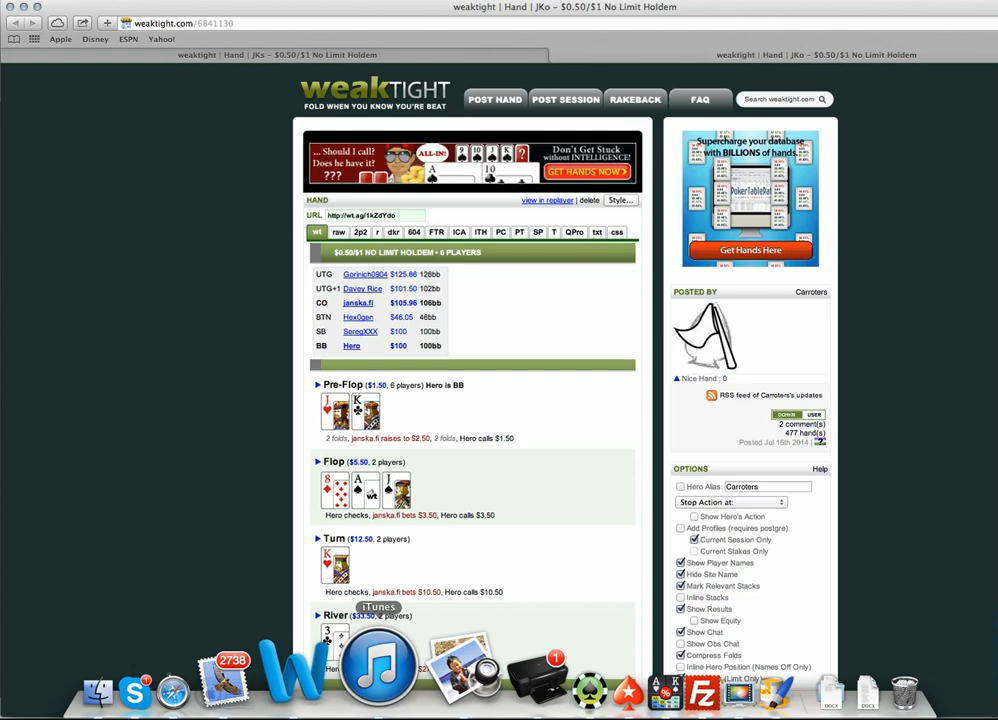 weaktight | Hand | JKo - $0.50/$1 No Limit Holdem
weaktight.com/6841130
Apple Disney ESPN Yahoo!
weaktight | Hand | JKs - $0.50/$1 No Limit Holdem
weaktight | Hand | JKo - $0.50/$1 No Limit Holdem
weakTIGHT
FOLD WHEN YOU KNOW YOU'RE BEAT
POST HAND POST SESSION RAKEBACK FAQ
Search weaktight.com
... Should I call?
Does he have it?
???
ALL-IN!
9 10 J K ?
A 10
Don't Get Stuck
without INTELLIGENCE!
GET HANDS NOW>
HAND view in replayer | delete Style...
URL http://wt.ag/1kZdYdo
wt raw 2p2 r dkr 604 FTR ICA ITH PC PT SP T QPro txt css
$0.50/$1 NO LIMIT HOLDEM • 6 PLAYERS
UTG Gorinich0904 $125.86 126bb
UTG+1 Davey Rice $101.50 102bb
CO janska.fi $105.96 106bb
BTN Hex0gen $46.05 46bb
SB SeregXXX $100 100bb
BB Hero $100 100bb
Pre-Flop ($1.50, 6 players) Hero is BB
J K
2 folds, janska.fi raises to $2.50, 2 folds, Hero calls $1.50
Flop ($5.50, 2 players)
8 A wt J
Hero checks, janska.fi bets $3.50, Hero calls $3.50
Turn ($12.50, 2 players)
K
Hero checks, janska.fi bets $10.50, Hero calls $10.50
River ($33.50, 2 players)
3
Supercharge your database
with BILLIONS of hands.
Get Hands Here
POSTED BY Carroters
Nice Hand : 0
RSS feed of Carroters's updates
DONKR USER
2 comment(s)
477 hand(s)
Posted Jul 15th 2014 |
OPTIONS Help
Hero Alias: Carroters
Stop Action at:
Show Hero's Action
Add Profiles (requires postgre)
Current Session Only
Current Stakes Only
Show Player Names
Hide Site Name
Mark Relevant Stacks
Inline Stacks
Show Results
Show Equity
Show Chat
Show Obs Chat
Compress Folds
Inline Hero Position (Names Off Only)
iTunes
1
2738
1
A K
%
Fz
DOCX
DOCX